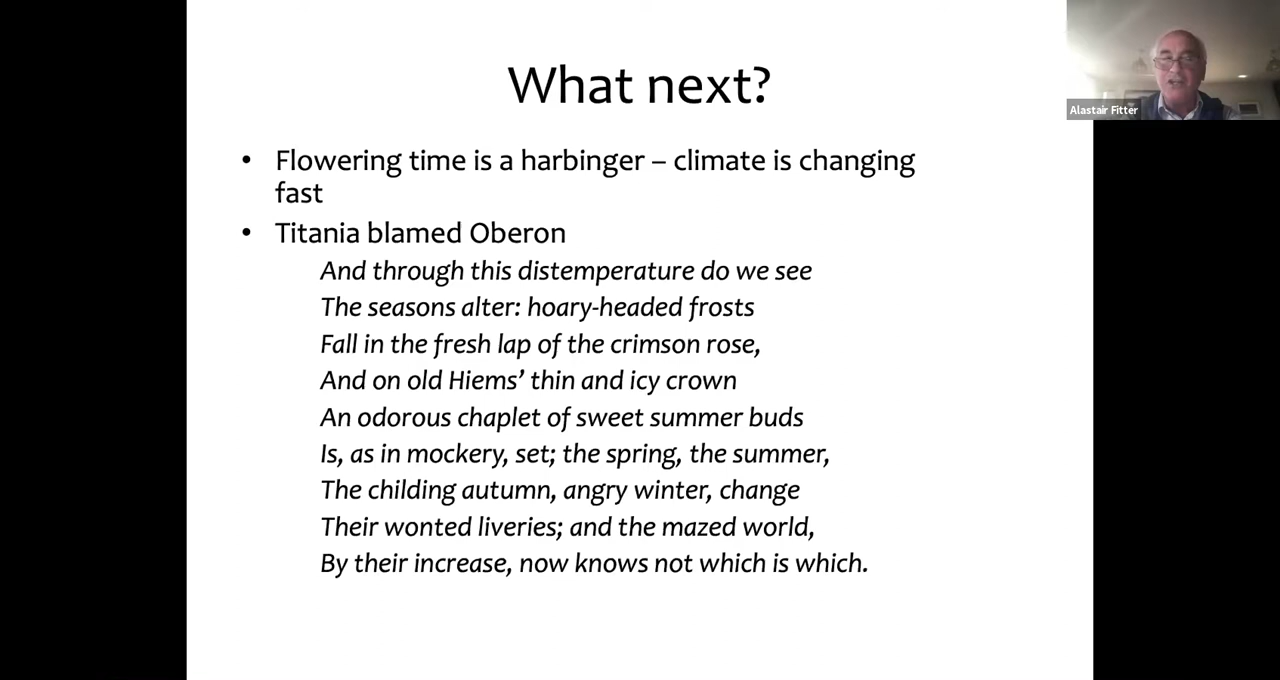 What next?
Alastair Fitter
• Flowering time is a harbinger – climate is changing
fast
• Titania blamed Oberon
And through this distemperature do we see
The seasons alter: hoary-headed frosts
Fall in the fresh lap of the crimson rose,
And on old Hiems’ thin and icy crown
An odorous chaplet of sweet summer buds
Is, as in mockery, set; the spring, the summer,
The childing autumn, angry winter, change
Their wonted liveries; and the mazed world,
By their increase, now knows not which is which.